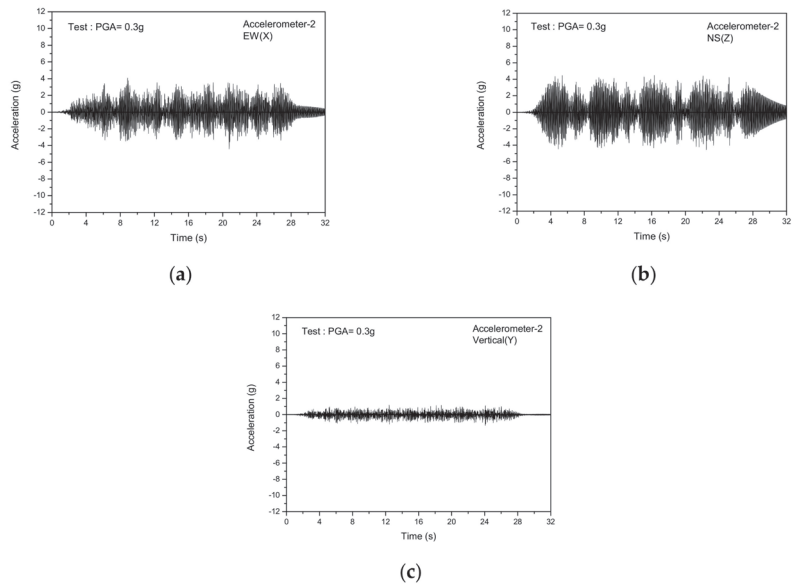 Test : PGA= 0.3g
Accelerometer-2
EW(X)
Acceleration (g)
12
10
8
6
4
2
0
-2
-4
-6
-8
-10
-12
0 4 8 12 16 20 24 28 32
Time (s)
(a)
Test : PGA= 0.3g
Accelerometer-2
NS(Z)
Acceleration (g)
12
10
8
6
4
2
0
-2
-4
-6
-8
-10
-12
0 4 8 12 16 20 24 28 32
Time (s)
(b)
Test : PGA= 0.3g
Accelerometer-2
Vertical(Y)
Acceleration (g)
12
10
8
6
4
2
0
-2
-4
-6
-8
-10
-12
0 4 8 12 16 20 24 28 32
Time (s)
(c)